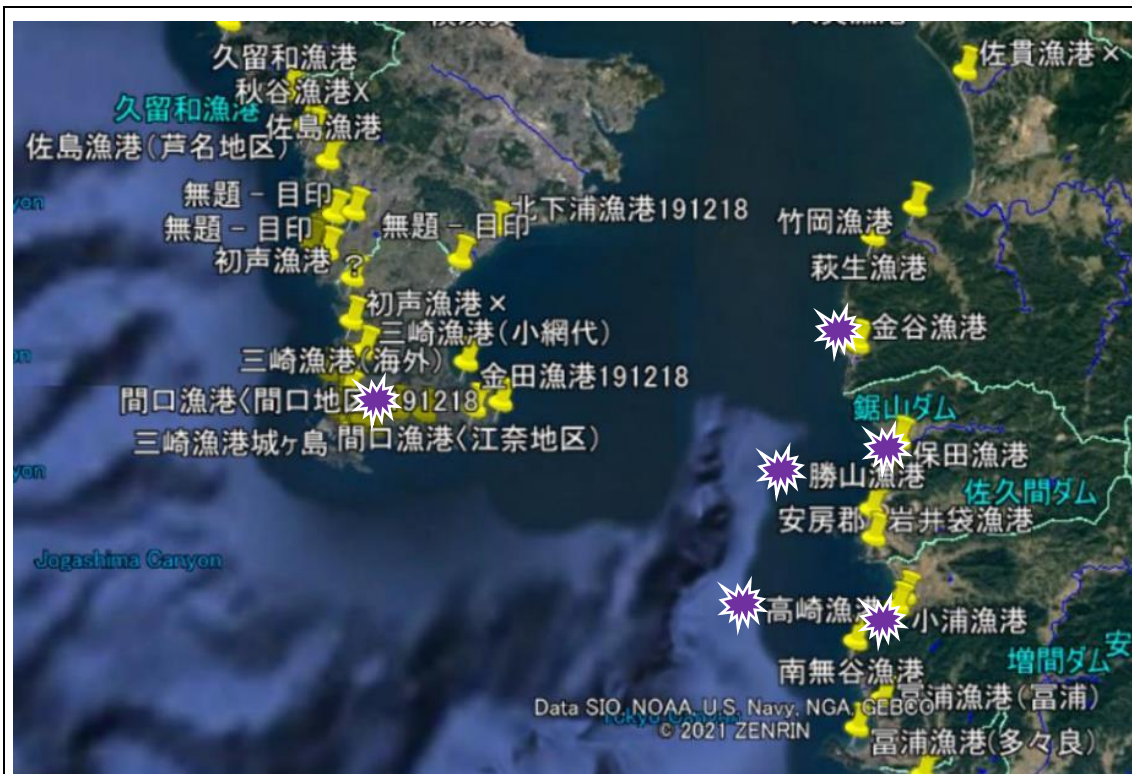 久留和漁港
佐貫漁港×
秋谷漁港X
久留和漁港
佐島漁港
佐島漁港(芦名地区)
無題 - 目印
北下浦漁港191218
無題 - 目印
無題 - 目印
竹岡漁港
初声漁港?
萩生漁港
初声漁港×
三崎漁港(小網代)
金谷漁港
三崎漁港(海外)
金田漁港191218
間口漁港<間口地区 191218
鋸山ダム
三崎漁港城ヶ島
間口漁港<江奈地区)
保田漁港
勝山漁港
佐久間ダム
安房郡
岩井袋漁港
Jogashima Canyon
高崎漁港
小浦漁港
増間ダム
安
南無谷漁港
冨浦漁港(冨浦)
Data SIO, NOAA, U.S. Navy, NGA, GEBCO
© 2021 ZENRIN
冨浦漁港(多々良)